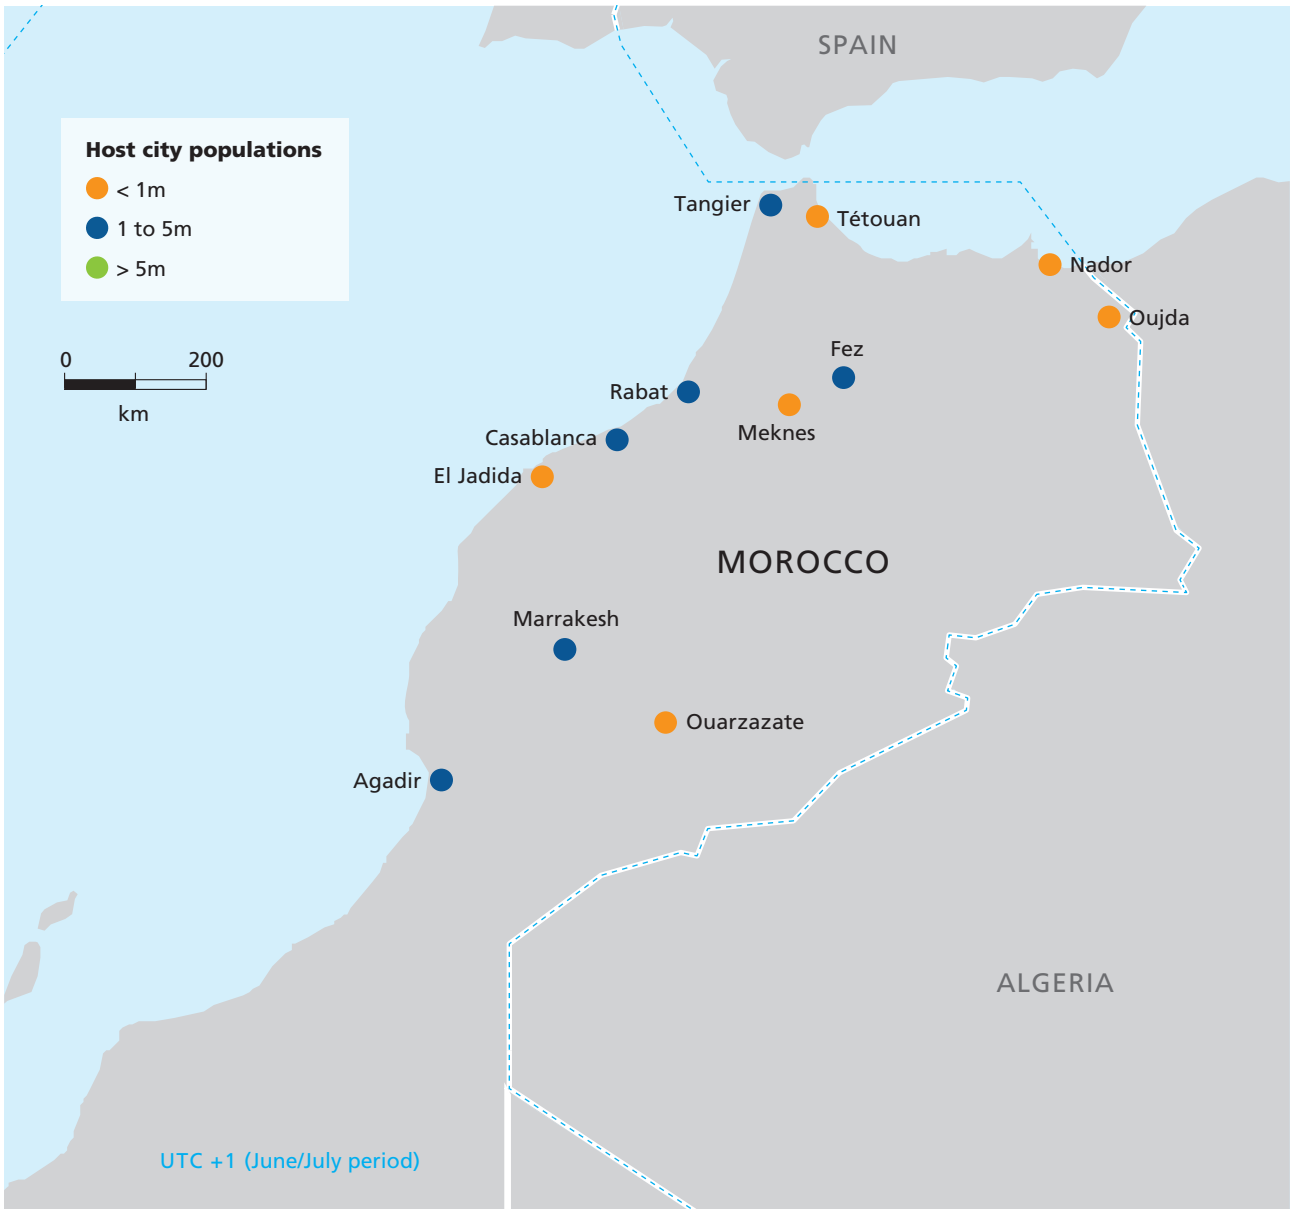 SPAIN
Host city populations
< 1m
1 to 5m
> 5m
Tangier
Tétouan
Nador
Oujda
0 200
km
Fez
Rabat
Meknes
Casablanca
El Jadida
MOROCCO
Marrakesh
Ouarzazate
Agadir
ALGERIA
UTC +1 (June/July period)